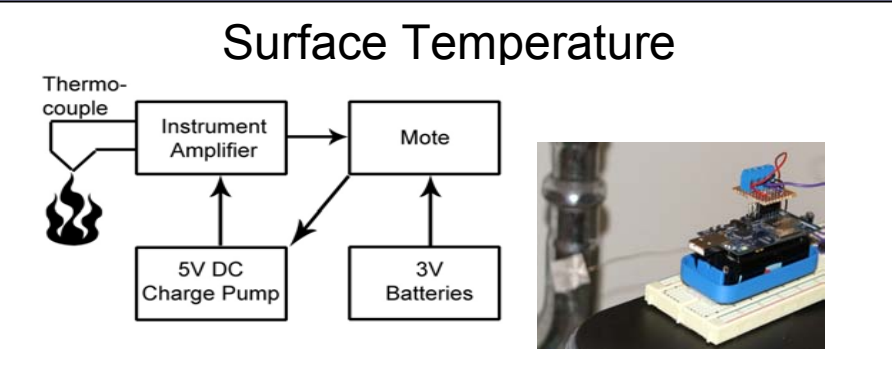 Surface Temperature
Thermo-
couple
Instrument
Amplifier
Mote
5V DC
Charge Pump
3V
Batteries